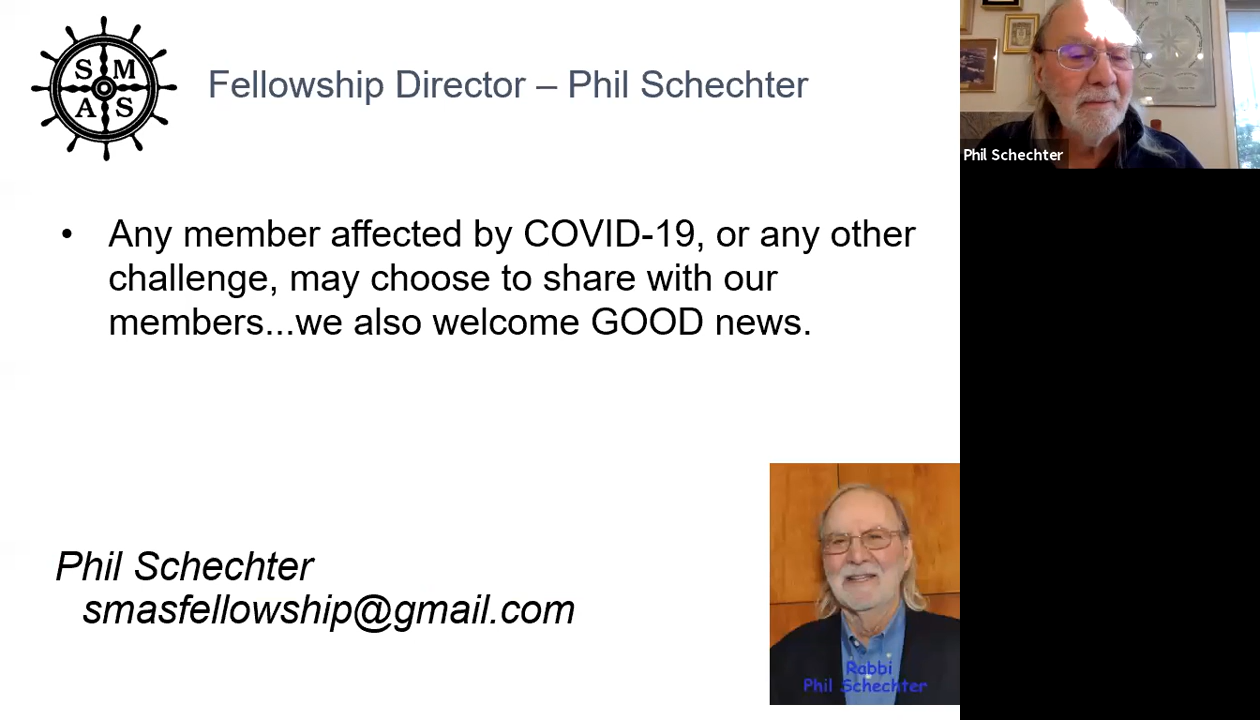 S M
A S
Fellowship Director – Phil Schechter
Phil Schechter
• Any member affected by COVID-19, or any other
challenge, may choose to share with our
members...we also welcome GOOD news.
Phil Schechter
smasfellowship@gmail.com
Rabbi
Phil Schechter